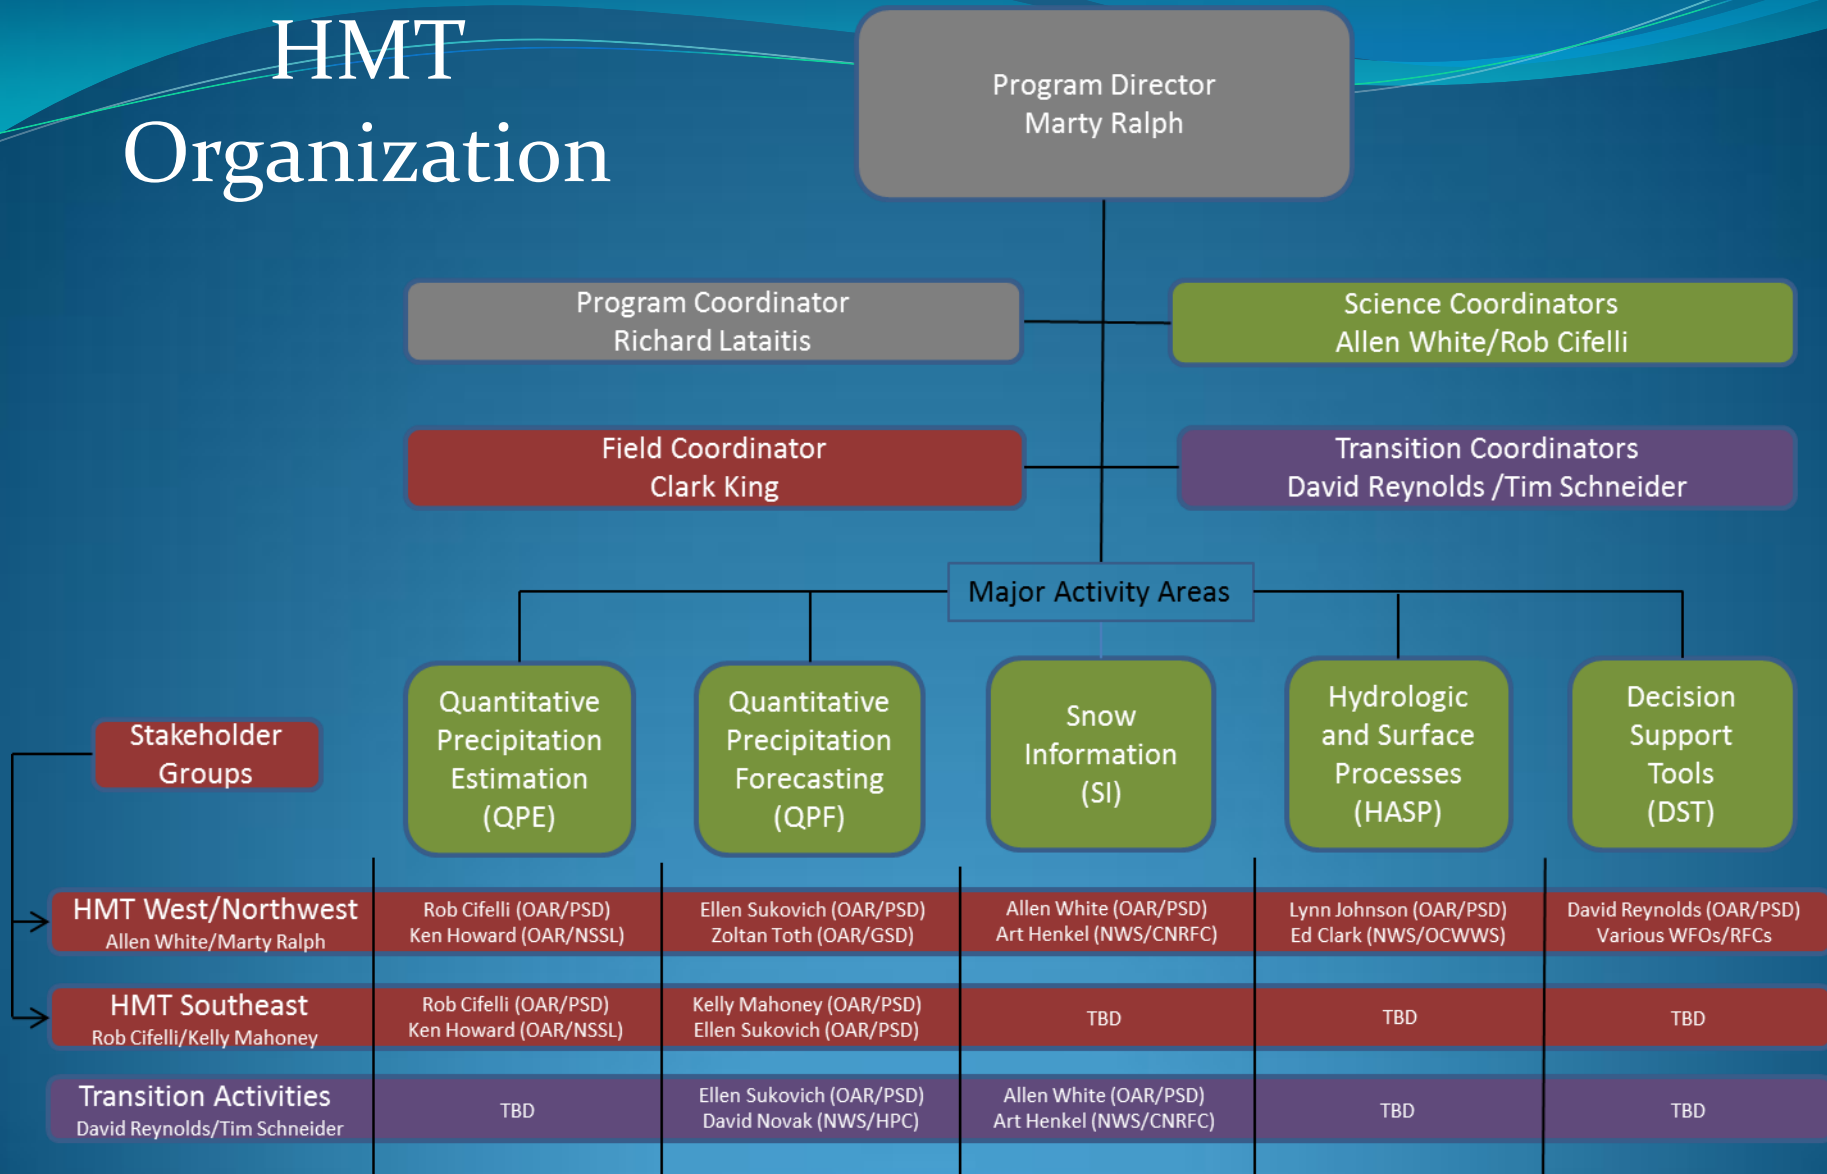 HMT
Organization
Program Director
Marty Ralph
Program Coordinator
Richard Lataitis
Science Coordinators
Allen White/Rob Cifelli
Field Coordinator
Clark King
Transition Coordinators
David Reynolds /Tim Schneider
Major Activity Areas
Stakeholder
Groups
Quantitative
Precipitation
Estimation
(QPE)
Quantitative
Precipitation
Forecasting
(QPF)
Snow
Information
(SI)
Hydrologic
and Surface
Processes
(HASP)
Decision
Support
Tools
(DST)
HMT West/Northwest
Allen White/Marty Ralph
Rob Cifelli (OAR/PSD)
Ken Howard (OAR/NSSL)
Ellen Sukovich (OAR/PSD)
Zoltan Toth (OAR/GSD)
Allen White (OAR/PSD)
Art Henkel (NWS/CNRFC)
Lynn Johnson (OAR/PSD)
Ed Clark (NWS/OCWWS)
David Reynolds (OAR/PSD)
Various WFOs/RFCs
HMT Southeast
Rob Cifelli/Kelly Mahoney
Rob Cifelli (OAR/PSD)
Ken Howard (OAR/NSSL)
Kelly Mahoney (OAR/PSD)
Ellen Sukovich (OAR/PSD)
TBD
TBD
TBD
Transition Activities
David Reynolds/Tim Schneider
TBD
Ellen Sukovich (OAR/PSD)
David Novak (NWS/HPC)
Allen White (OAR/PSD)
Art Henkel (NWS/CNRFC)
TBD
TBD